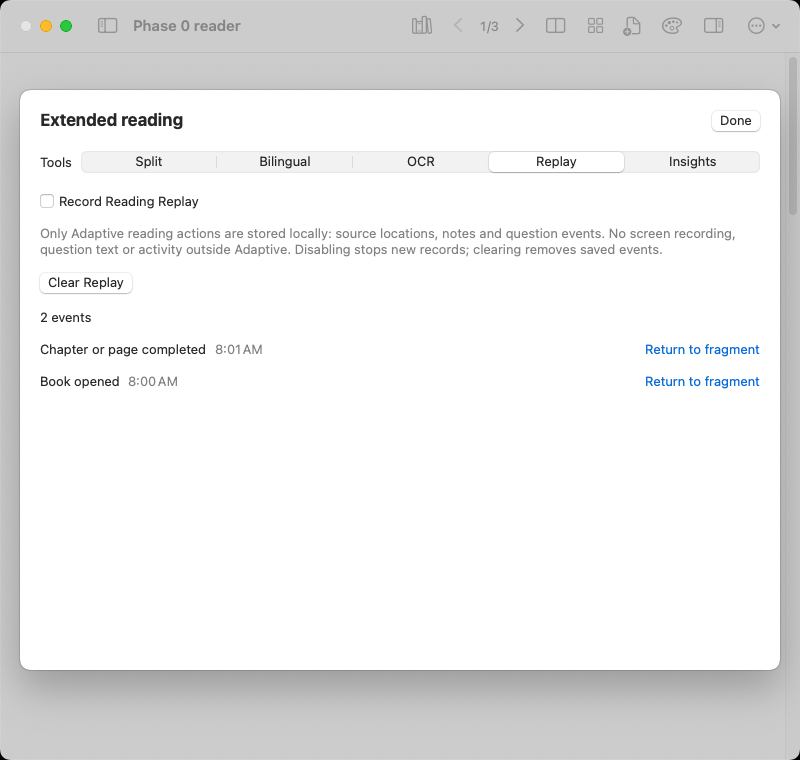 Phase 0 reader
1/3
Extended reading
Done
Tools
Split
Bilingual
OCR
Replay
Insights
Record Reading Replay
Only Adaptive reading actions are stored locally: source locations, notes and question events. No screen recording,
question text or activity outside Adaptive. Disabling stops new records; clearing removes saved events.
Clear Replay
2 events
Chapter or page completed 8:01 AM
Return to fragment
Book opened 8:00 AM
Return to fragment